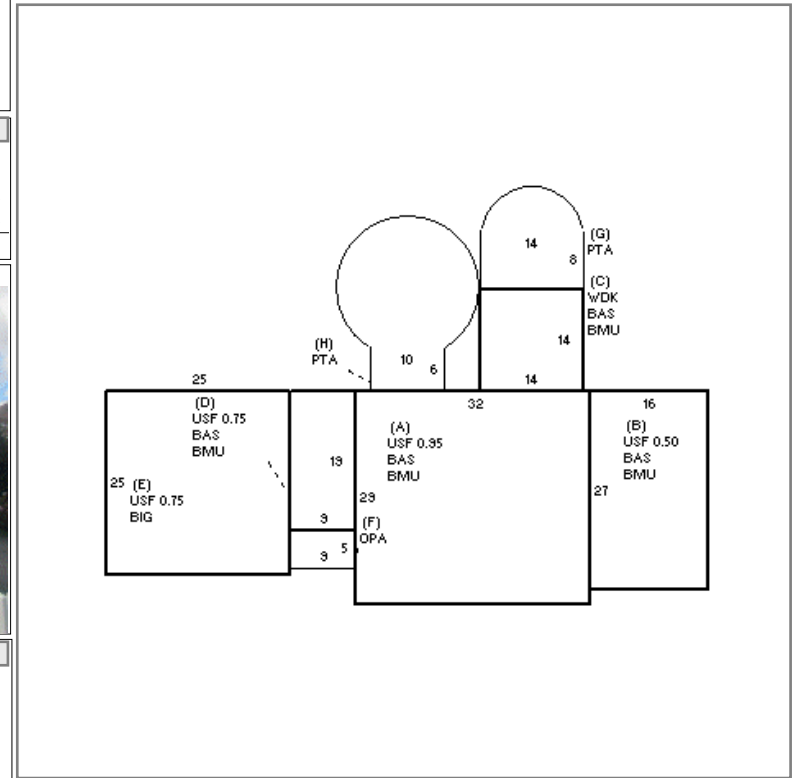 14
(G)
PTA
8
(C)
WDK
BAS
BMU
14
(H)
PTA
10
6
14
25
32
16
(D)
USF 0.75
BAS
BMU
(A)
USF 0.95
BAS
BMU
(B)
USF 0.50
BAS
BMU
19
25
(E)
USF 0.75
BIG
29
27
9
(F)
OPA
5
9